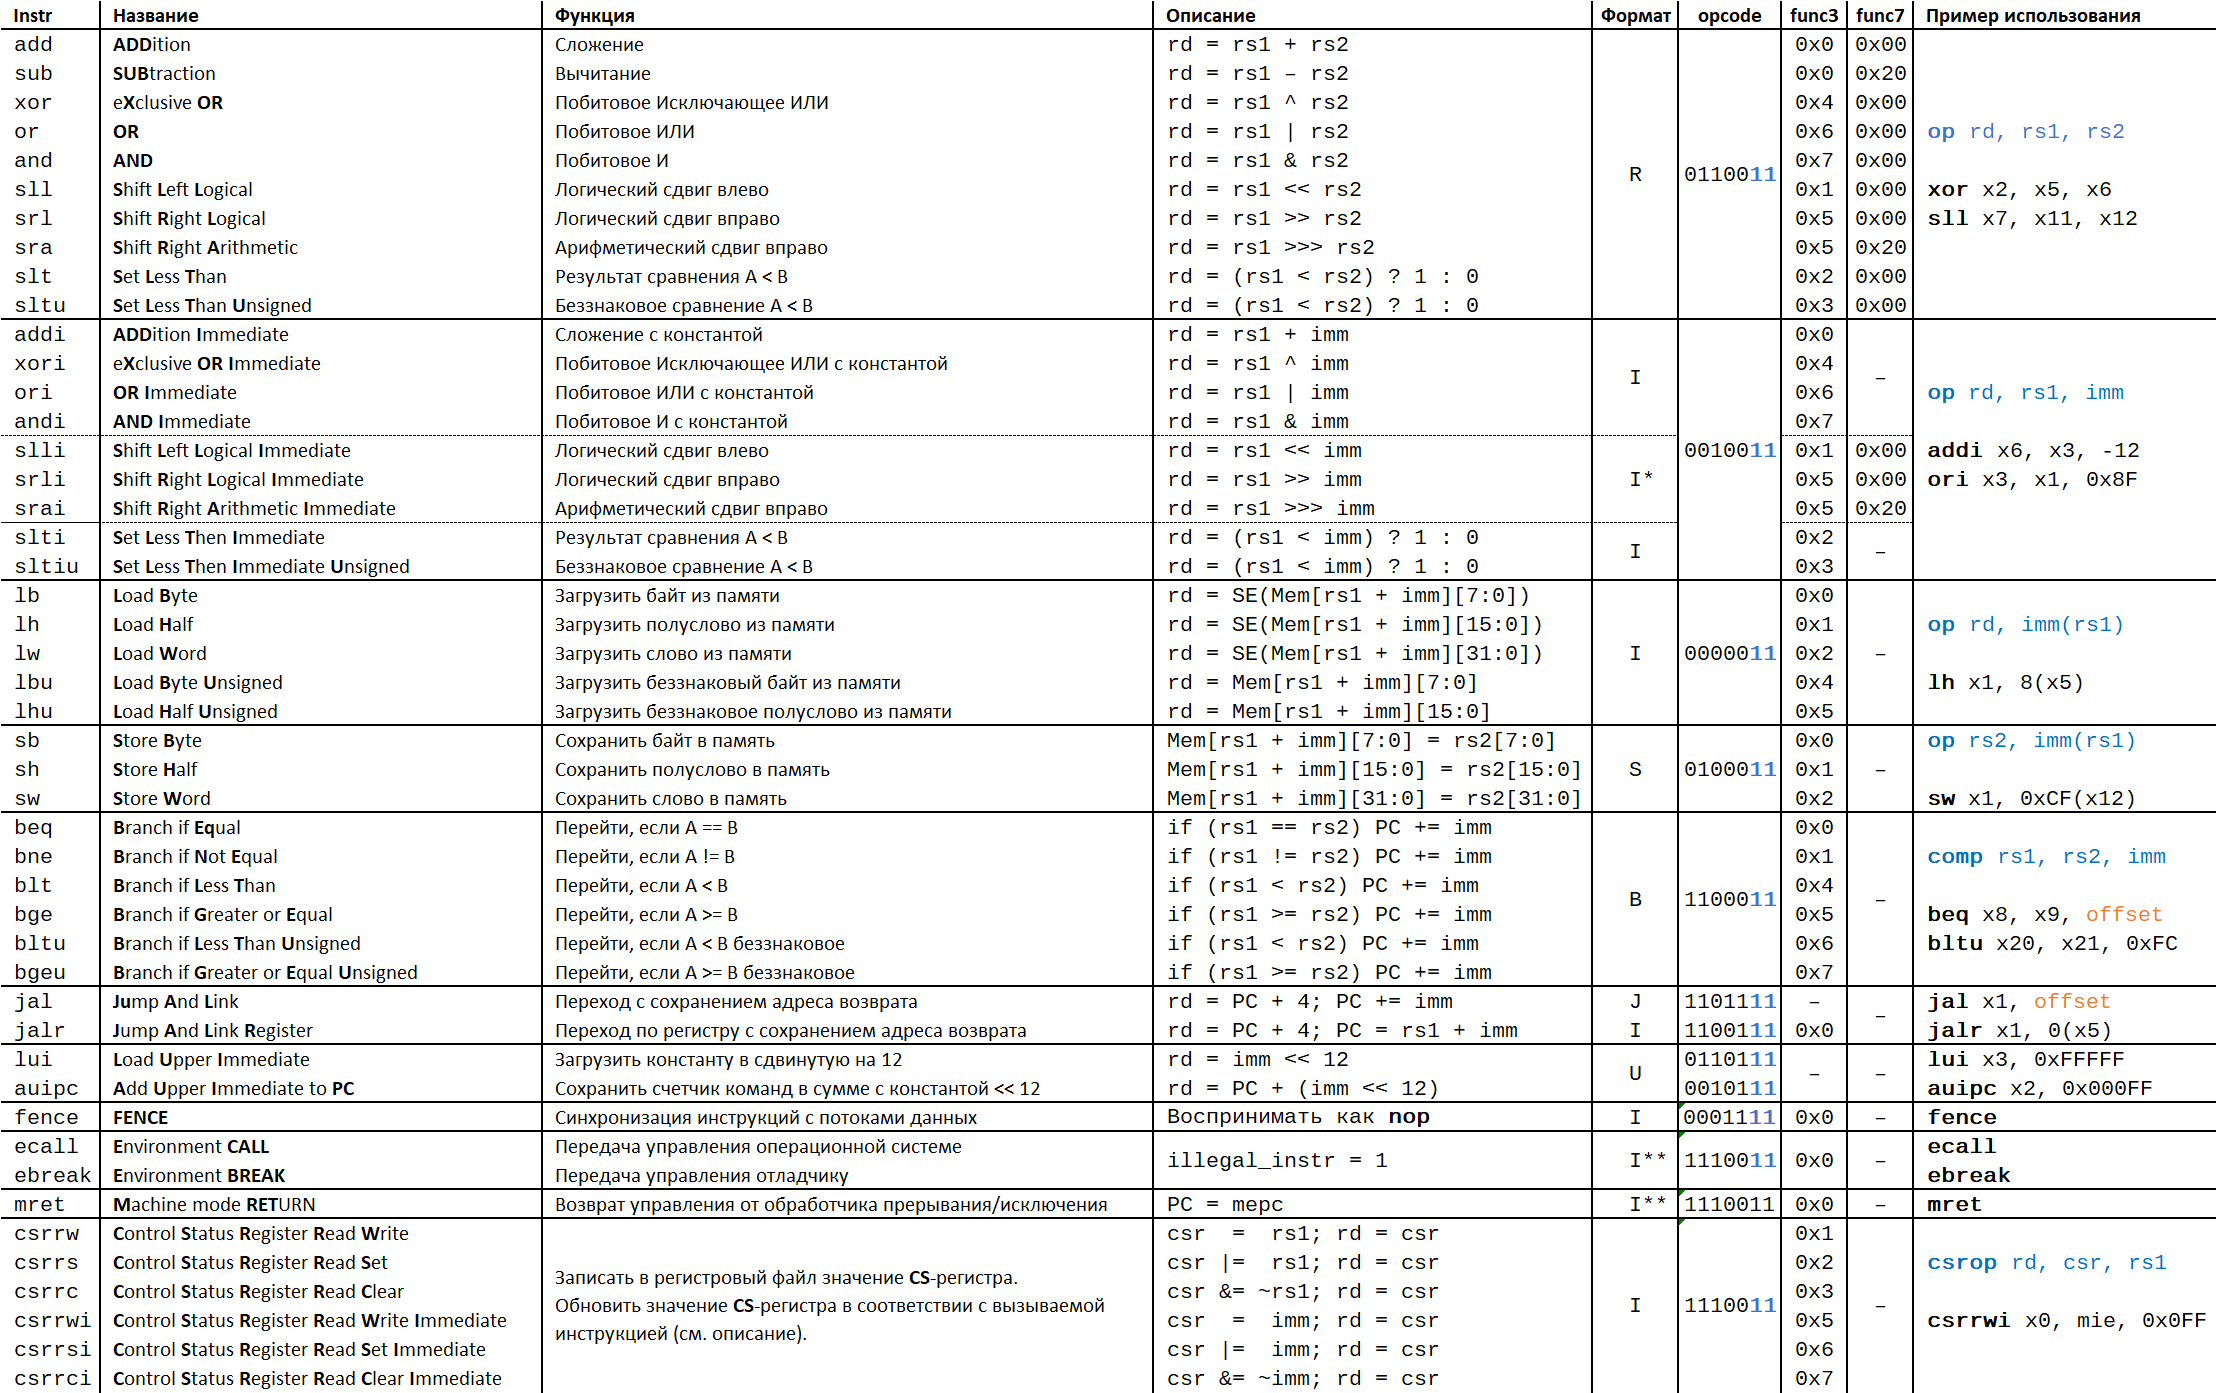 Instr Название Функция Описание Формат opcode func3 func7 Пример использования
add ADDition Сложение rd = rs1 + rs2 0x0 0x00
sub SUBtraction Вычитание rd = rs1 – rs2 0x0 0x20
xor eXclusive OR Побитовое Исключающее ИЛИ rd = rs1 ^ rs2 0x4 0x00
or OR Побитовое ИЛИ rd = rs1 | rs2 0x6 0x00 op rd, rs1, rs2
and AND Побитовое И rd = rs1 & rs2 0x7 0x00
R 0110011
sll Shift Left Logical Логический сдвиг влево rd = rs1 << rs2 0x1 0x00 xor x2, x5, x6
srl Shift Right Logical Логический сдвиг вправо rd = rs1 >> rs2 0x5 0x00 sll x7, x11, x12
sra Shift Right Arithmetic Арифметический сдвиг вправо rd = rs1 >>> rs2 0x5 0x20
slt Set Less Than Результат сравнения A < B rd = (rs1 < rs2) ? 1 : 0 0x2 0x00
sltu Set Less Than Unsigned Беззнаковое сравнение A < B rd = (rs1 < rs2) ? 1 : 0 0x3 0x00
addi ADDition Immediate Сложение с константой rd = rs1 + imm 0x0
xori eXclusive OR Immediate Побитовое Исключающее ИЛИ с константой rd = rs1 ^ imm 0x4
I –
ori OR Immediate Побитовое ИЛИ с константой rd = rs1 | imm 0x6 op rd, rs1, imm
andi AND Immediate Побитовое И с константой rd = rs1 & imm 0x7
slli Shift Left Logical Immediate Логический сдвиг влево rd = rs1 << imm 0010011 0x1 0x00 addi x6, x3, -12
srli Shift Right Logical Immediate Логический сдвиг вправо rd = rs1 >> imm I* 0x5 0x00 ori x3, x1, 0x8F
srai Shift Right Arithmetic Immediate Арифметический сдвиг вправо rd = rs1 >>> imm 0x5 0x20
slti Set Less Then Immediate Результат сравнения A < B rd = (rs1 < imm) ? 1 : 0 0x2
I –
sltiu Set Less Then Immediate Unsigned Беззнаковое сравнение A < B rd = (rs1 < imm) ? 1 : 0 0x3
lb Load Byte Загрузить байт из памяти rd = SE(Mem[rs1 + imm][7:0]) 0x0
lh Load Half Загрузить полуслово из памяти rd = SE(Mem[rs1 + imm][15:0]) 0x1 op rd, imm(rs1)
lw Load Word Загрузить слово из памяти rd = SE(Mem[rs1 + imm][31:0]) I 0000011 0x2 –
lbu Load Byte Unsigned Загрузить беззнаковый байт из памяти rd = Mem[rs1 + imm][7:0] 0x4 lh x1, 8(x5)
lhu Load Half Unsigned Загрузить беззнаковое полуслово из памяти rd = Mem[rs1 + imm][15:0] 0x5
sb Store Byte Сохранить байт в память Mem[rs1 + imm][7:0] = rs2[7:0] 0x0 op rs2, imm(rs1)
sh Store Half Сохранить полуслово в память Mem[rs1 + imm][15:0] = rs2[15:0] S 0100011 0x1 –
sw Store Word Сохранить слово в память Mem[rs1 + imm][31:0] = rs2[31:0] 0x2 sw x1, 0xCF(x12)
beq Branch if Equal Перейти, если A == B if (rs1 == rs2) PC += imm 0x0
bne Branch if Not Equal Перейти, если A != B if (rs1 != rs2) PC += imm 0x1 comp rs1, rs2, imm
blt Branch if Less Than Перейти, если A < B if (rs1 < rs2) PC += imm 0x4
B 1100011 –
bge Branch if Greater or Equal Перейти, если A >= B if (rs1 >= rs2) PC += imm 0x5 beq x8, x9, offset
bltu Branch if Less Than Unsigned Перейти, если A < B беззнаковое if (rs1 < rs2) PC += imm 0x6 bltu x20, x21, 0xFC
bgeu Branch if Greater or Equal Unsigned Перейти, если A >= B беззнаковое if (rs1 >= rs2) PC += imm 0x7
jal Jump And Link Переход с сохранением адреса возврата rd = PC + 4; PC += imm J 1101111 – jal x1, offset
–
jalr Jump And Link Register Переход по регистру с сохранением адреса возврата rd = PC + 4; PC = rs1 + imm I 1100111 0x0 jalr x1, 0(x5)
lui Load Upper Immediate Загрузить константу в сдвинутую на 12 rd = imm << 12 0110111 lui x3, 0xFFFFF
U – –
auipc Add Upper Immediate to PC Сохранить счетчик команд в сумме с константой << 12 rd = PC + (imm << 12) 0010111 auipc x2, 0x000FF
fence FENCE Синхронизация инструкций с потоками данных Воспринимать как nop I 0001111 0x0 – fence
ecall Environment CALL Передача управления операционной системе ecall
illegal_instr = 1 I** 1110011 0x0 –
ebreak Environment BREAK Передача управления отладчику ebreak
mret Machine mode RETURN Возврат управления от обработчика прерывания/исключения PC = mepc I** 1110011 0x0 – mret
csrrw Control Status Register Read Write csr = rs1; rd = csr 0x1
csrrs Control Status Register Read Set csr |= rs1; rd = csr 0x2 csrop rd, csr, rs1
Записать в регистровый файл значение CS-регистра.
csrrc Control Status Register Read Clear csr &= ~rs1; rd = csr 0x3
Обновить значение CS-регистра в соответствии с вызываемой I 1110011 –
csrrwi Control Status Register Read Write Immediate csr = imm; rd = csr 0x5 csrrwi x0, mie, 0x0FF
инструкцией (см. описание).
csrrsi Control Status Register Read Set Immediate csr |= imm; rd = csr 0x6
csrrci Control Status Register Read Clear Immediate csr &= ~imm; rd = csr 0x7